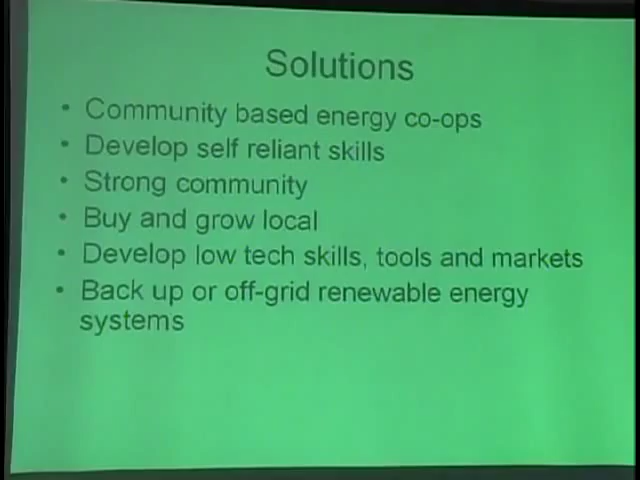 Solutions
• Community based energy co-ops
• Develop self reliant skills
• Strong community
• Buy and grow local
• Develop low tech skills, tools and markets
• Back up or off-grid renewable energy
systems